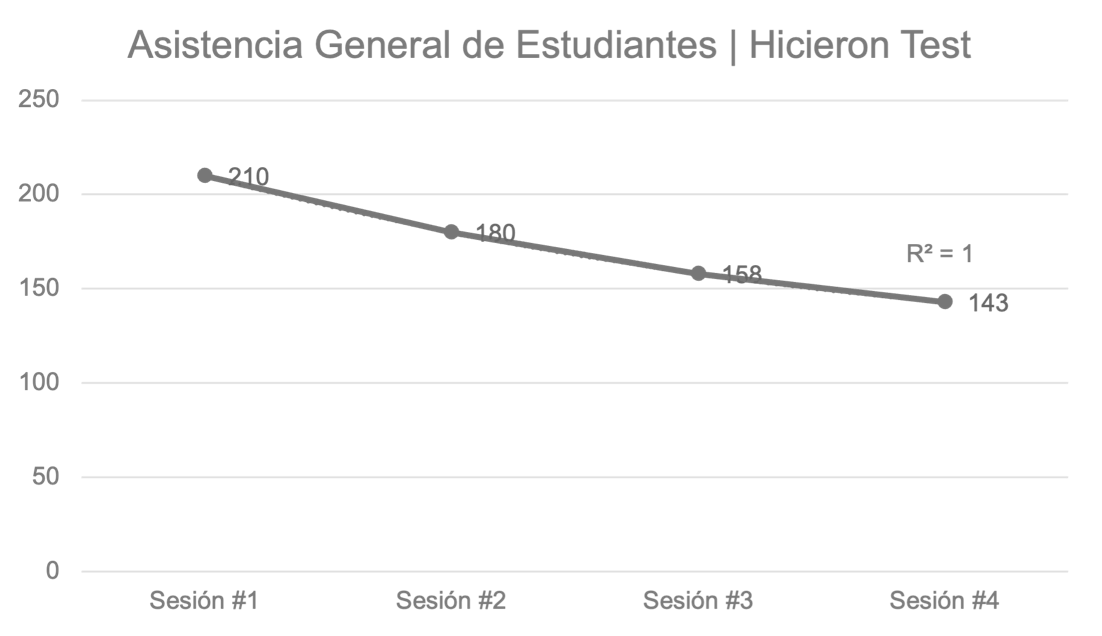 Asistencia General de Estudiantes | Hicieron Test
250
200
150
100
50
0
210
180
158
143
R² = 1
Sesión #1
Sesión #2
Sesión #3
Sesión #4